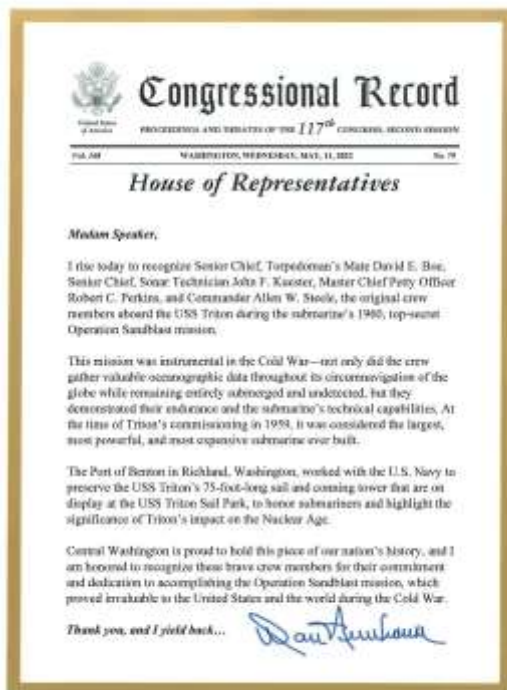 Congressional Record
United States
of America
PROCEEDINGS AND DEBATES OF THE 117th CONGRESS, SECOND SESSION
Vol. 168 WASHINGTON, WEDNESDAY, MAY, 11, 2022 No. 79
House of Representatives
Madam Speaker,
I rise today to recognize Senior Chief, Torpedoman's Mate David E. Boe,
Senior Chief, Sonar Technician John F. Kuester, Master Chief Petty Officer
Robert C. Perkins, and Commander Allen W. Steele, the original crew
members aboard the USS Triton during the submarine's 1960, top-secret
Operation Sandblast mission.
This mission was instrumental in the Cold War—not only did the crew
gather valuable oceanographic data throughout its circumnavigation of the
globe while remaining entirely submerged and undetected, but they
demonstrated their endurance and the submarine's technical capabilities. At
the time of Triton's commissioning in 1959, it was considered the largest,
most powerful, and most expensive submarine ever built.
The Port of Benton in Richland, Washington, worked with the U.S. Navy to
preserve the USS Triton's 75-foot-long sail and conning tower that are on
display at the USS Triton Sail Park, to honor submariners and highlight the
significance of Triton's impact on the Nuclear Age.
Central Washington is proud to hold this piece of our nation's history, and I
am honored to recognize these brave crew members for their commitment
and dedication to accomplishing the Operation Sandblast mission, which
proved invaluable to the United States and the world during the Cold War.
Thank you, and I yield back...